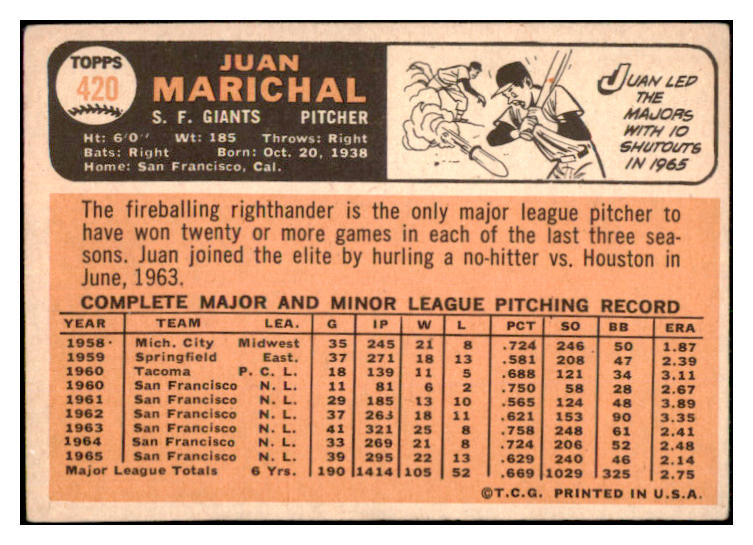 TOPPS
420
JUAN
MARICHAL
S. F. GIANTS PITCHER
Ht: 6'0" Wt: 185 Throws: Right
Bats: Right Born: Oct. 20, 1938
Home: San Francisco, Cal.
JUAN LED
THE
MAJORS
WITH 10
SHUTOUTS
IN 1965
The fireballing righthander is the only major league pitcher to
have won twenty or more games in each of the last three sea-
sons. Juan joined the elite by hurling a no-hitter vs. Houston in
June, 1963.
COMPLETE MAJOR AND MINOR LEAGUE PITCHING RECORD
YEAR TEAM LEA. G IP W L PCT SO BB ERA
1958 Mich. City Midwest 35 245 21 8 .724 246 50 1.87
1959 Springfield East. 37 271 18 13 .581 208 47 2.39
1960 Tacoma P. C. L. 18 139 11 5 .688 121 34 3.11
1960 San Francisco N. L. 11 81 6 2 .750 58 28 2.67
1961 San Francisco N. L. 29 185 13 10 .565 124 48 3.89
1962 San Francisco N. L. 37 263 18 11 .621 153 90 3.35
1963 San Francisco N. L. 41 321 25 8 .758 248 61 2.41
1964 San Francisco N. L. 33 269 21 8 .724 206 52 2.48
1965 San Francisco N. L. 39 295 22 13 .629 240 46 2.14
Major League Totals 6 Yrs. 190 1414 105 52 .669 1029 325 2.75
©T.C.G. PRINTED IN U.S.A.